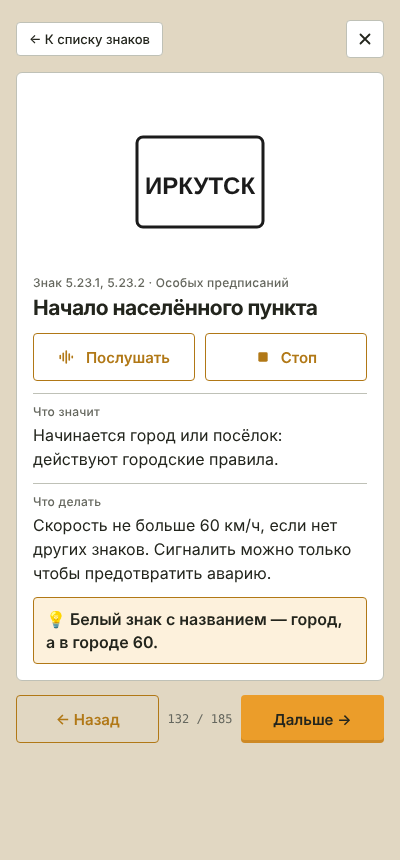 ← К списку знаков
✕
ИРКУТСК
Знак 5.23.1, 5.23.2 · Особых предписаний
Начало населённого пункта
Послушать
Стоп
Что значит
Начинается город или посёлок:
действуют городские правила.
Что делать
Скорость не больше 60 км/ч, если нет
других знаков. Сигналить можно только
чтобы предотвратить аварию.
💡 Белый знак с названием — город,
а в городе 60.
← Назад
132 / 185
Дальше →